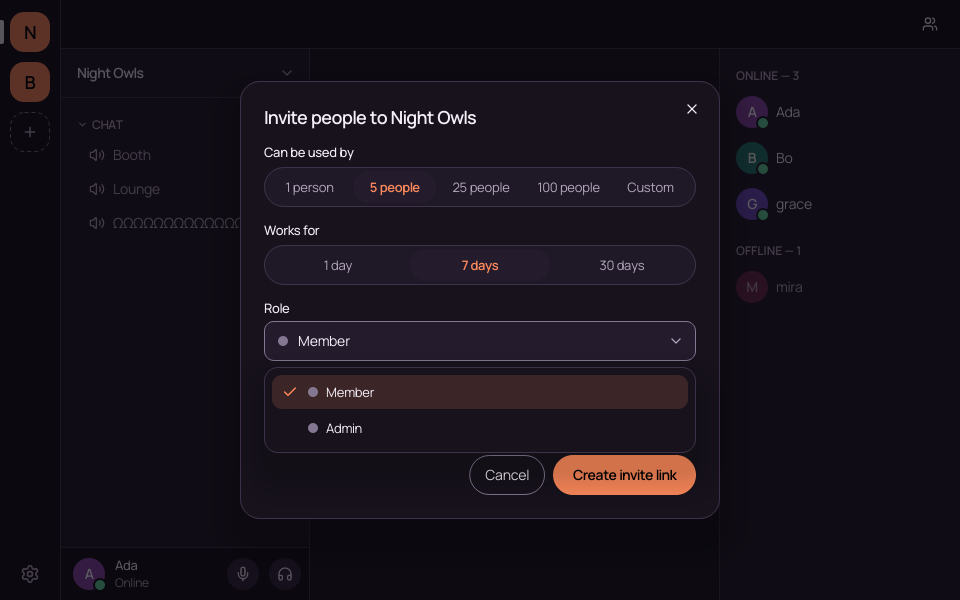 N
B
Night Owls
CHAT
Booth
Lounge
Invite people to Night Owls
Can be used by
1 person
5 people
25 people
100 people
Custom
Works for
1 day
7 days
30 days
Role
Member
Member
Admin
Cancel
Create invite link
ONLINE — 3
A
Ada
B
Bo
G
grace
OFFLINE — 1
M
mira
A
Ada
Online